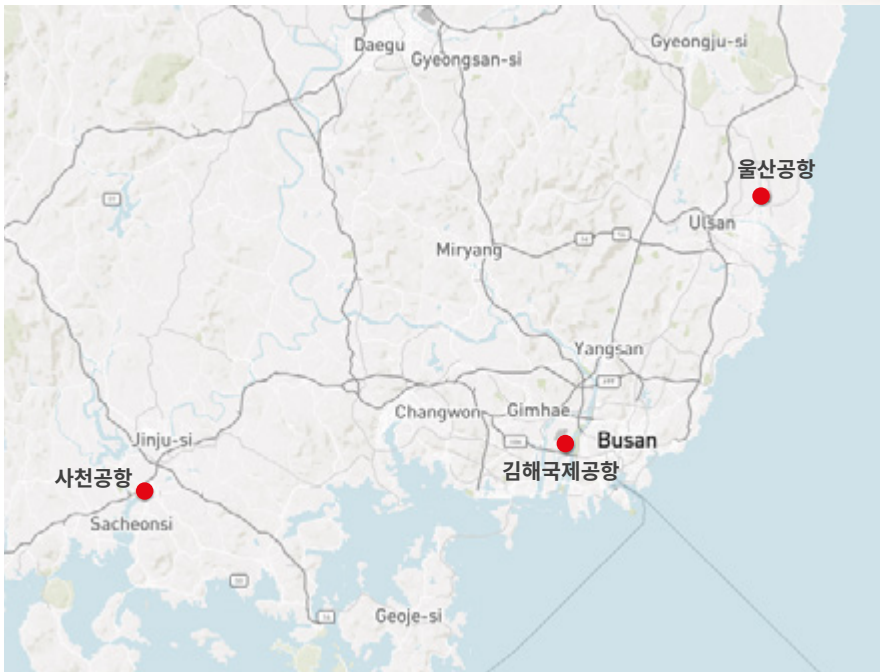 Daegu
Gyeongsan-si
Gyeongju-si
울산공항
Ulsan
Miryang
Yangsan
Changwon
Gimhae
Busan
김해국제공항
Jinju-si
사천공항
Sacheonsi
Geoje-si